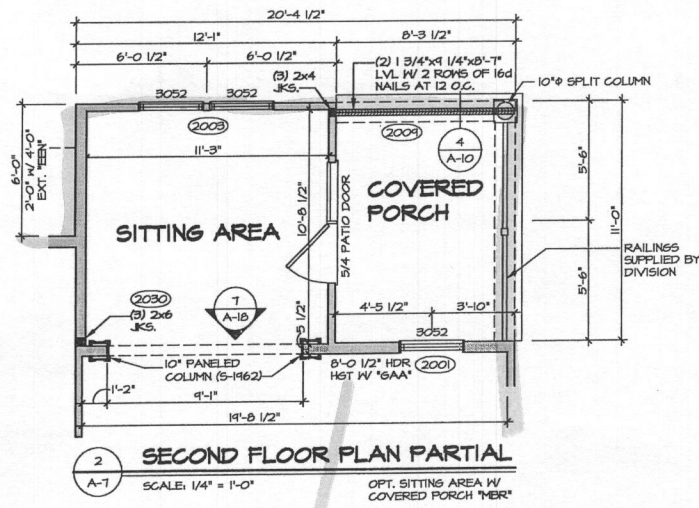 20'-4 1/2"
12'-1"
8'-3 1/2"
6'-0 1/2"
6'-0 1/2"
(3) 2x4
JKS.
(2) 1 3/4"x9 1/4"x8'-7"
LVL W/ 2 ROWS OF 16d
NAILS AT 12 O.C.
10"Φ SPLIT COLUMN
3052
3052
2003
2009
4
A-10
11'-3"
6'-0"
2'-0" W/ 4'-0"
EXT. "EEN"
10'-8 1/2"
5/4 PATIO DOOR
COVERED
PORCH
SITTING AREA
5'-6"
11'-0"
5'-6"
RAILINGS
SUPPLIED BY
DIVISION
2030
(3) 2x6
JKS.
7
A-18
5 1/2"
4'-5 1/2"
3'-10"
3052
10" PANELED
COLUMN (S-1962)
8'-0 1/2" HDR
HGT W/ "GAA"
2001
1'-2"
9'-1"
19'-8 1/2"
2
A-7
SECOND FLOOR PLAN PARTIAL
SCALE: 1/4" = 1'-0"
OPT. SITTING AREA W/
COVERED PORCH "MBR"